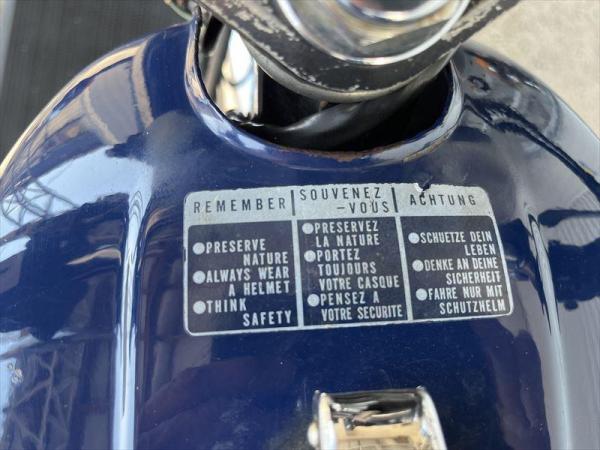 REMEMBER
●PRESERVE
NATURE
●ALWAYS WEAR
A HELMET
●THINK
SAFETY
SOUVENEZ
-VOUS
●PRESERVEZ
LA NATURE
●PORTEZ
TOUJOURS
VOTRE CASQUE
●PENSEZ A
VOTRE SECURITE
ACHTUNG
●SCHUETZE DEIN
LEBEN
●DENKE AN DEINE
SICHERHEIT
●FAHRE NUR MIT
SCHUTZHELM